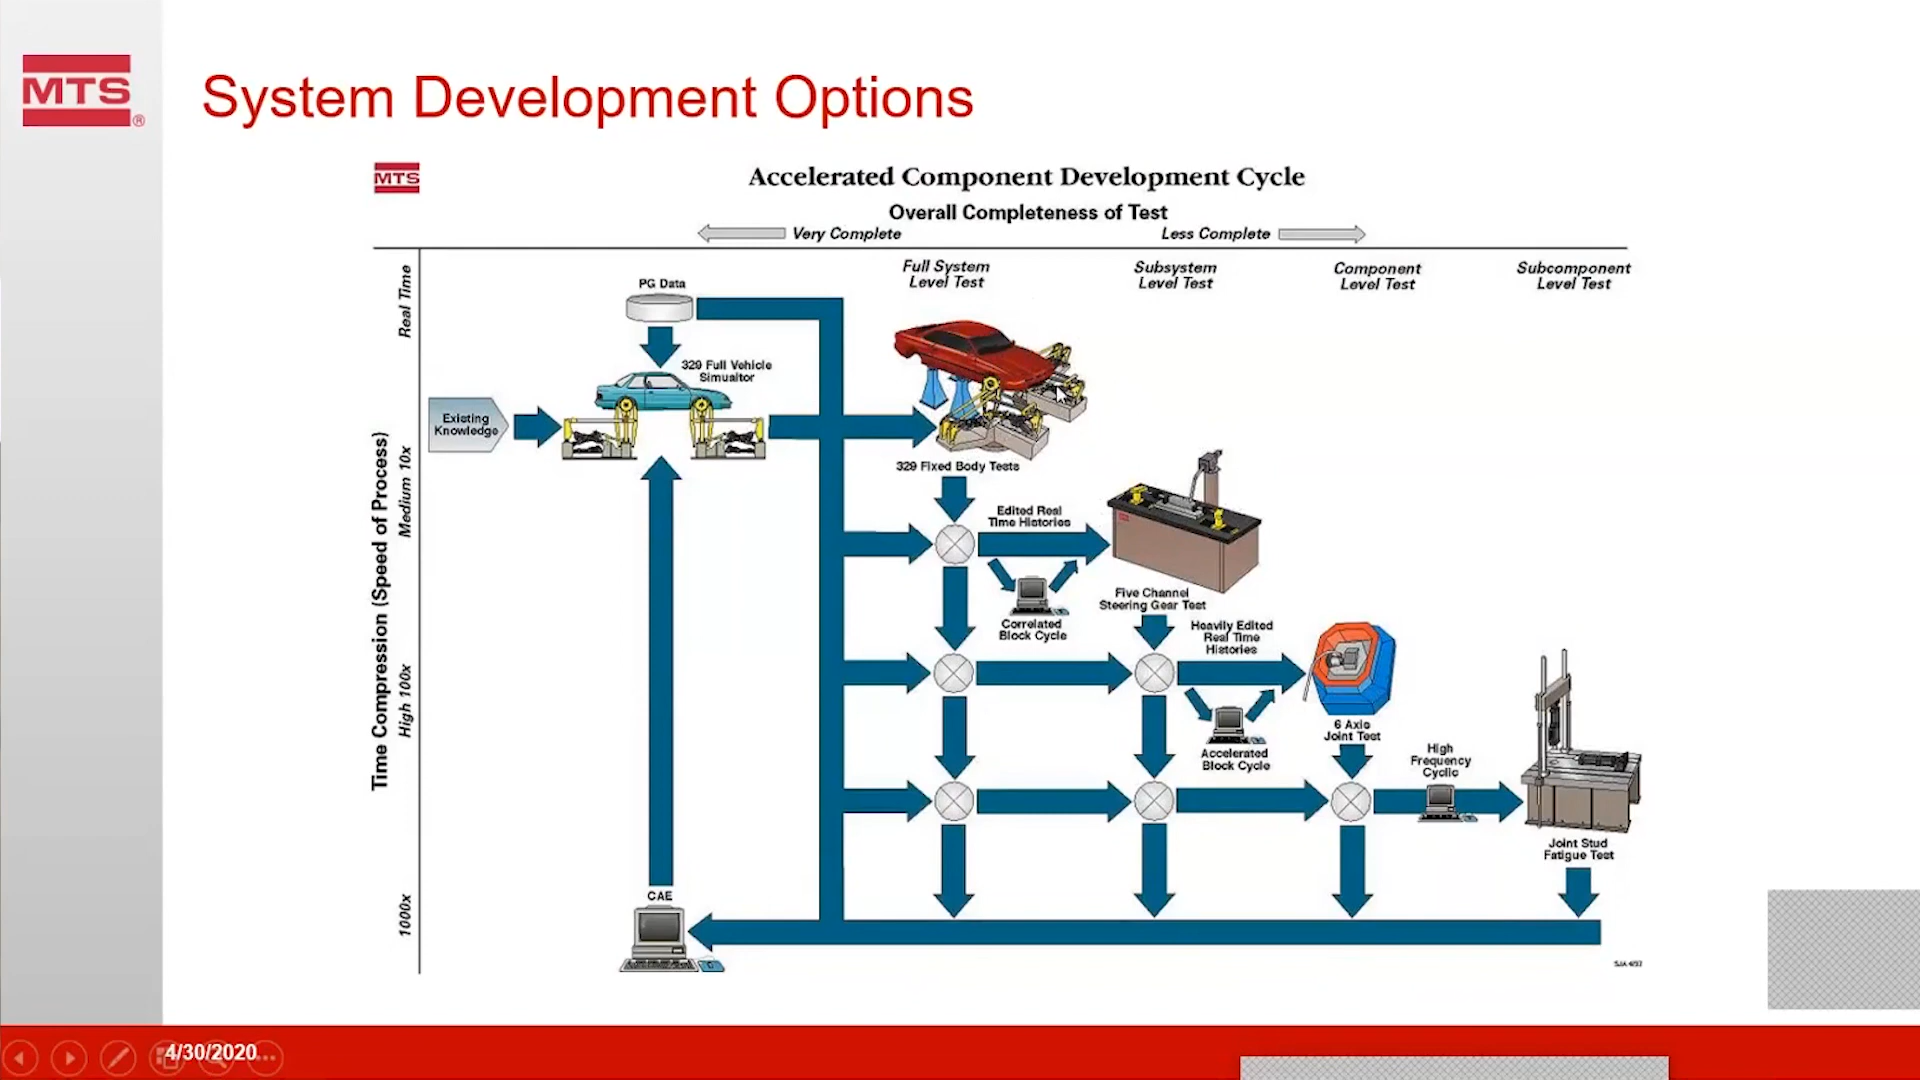 MTS
®
System Development Options
MTS
Accelerated Component Development Cycle
Overall Completeness of Test
Very Complete
Less Complete
Full System
Level Test
Subsystem
Level Test
Component
Level Test
Subcomponent
Level Test
Time Compression (Speed of Process)
Real Time
Medium 10x
High 100x
1000x
PG Data
329 Full Vehicle
Simualtor
Existing
Knowledge
329 Fixed Body Tests
Edited Real
Time Histories
Correlated
Block Cycle
Five Channel
Steering Gear Test
Heavily Edited
Real Time
Histories
Accelerated
Block Cycle
6 Axis
Joint Test
High
Frequency
Cyclic
Joint Stud
Fatigue Test
CAE
4/30/2020